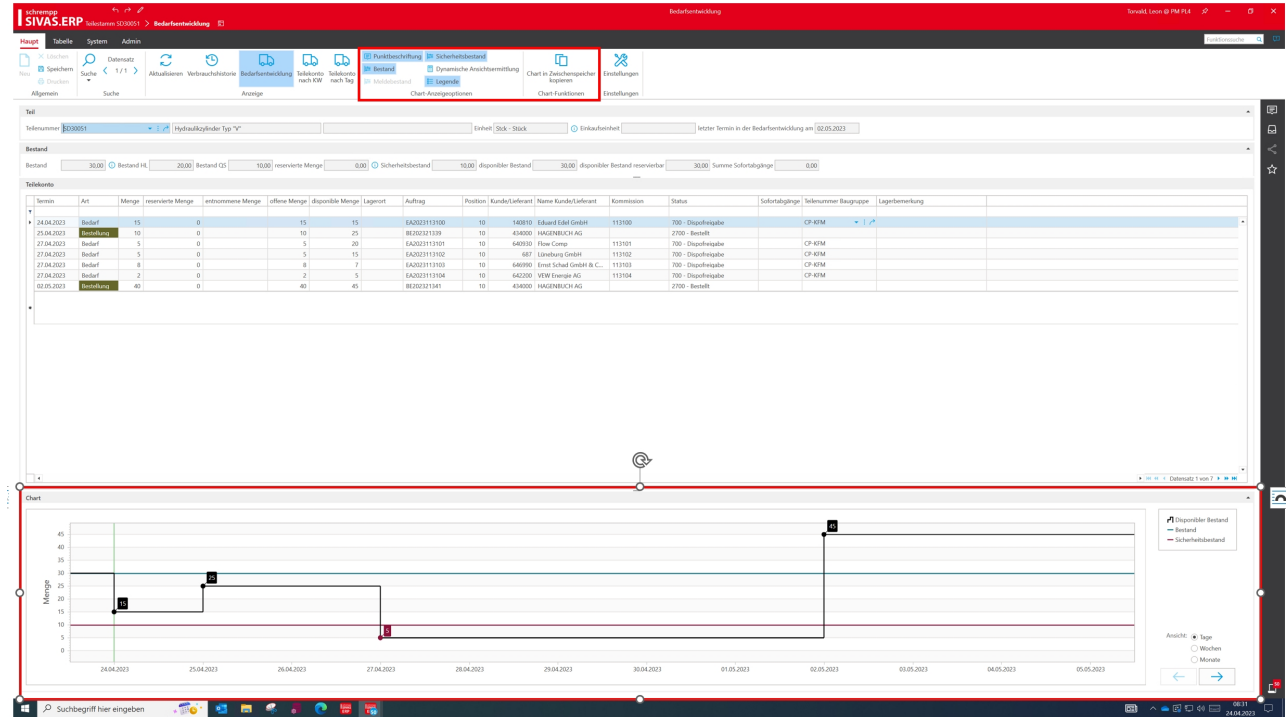 schrempp
SIVAS.ERP Teilestamm SD30051 > Bedarfsentwicklung
Bedarfsentwicklung
Torvald, Leon @ PM PL4
Haupt Tabelle System Admin
Funktionssuche
Neu
Löschen
Speichern
Drucken
Suche
Datensatz
1 / 1
Aktualisieren Verbrauchshistorie Bedarfsentwicklung Teilekonto nach KW Teilekonto nach Tag
Punktbeschriftung Sicherheitsbestand
Bestand Dynamische Ansichtsermittlung
Meldebestand Legende
Chart in Zwischenspeicher kopieren
Einstellungen
Allgemein Suche Anzeige Chart-Anzeigeoptionen Chart-Funktionen Einstellungen
Teil
Teilenummer SD30051 Hydraulikzylinder Typ "V" Einheit Stck - Stück Einkaufseinheit letzter Termin in der Bedarfsentwicklung am 02.05.2023
Bestand
Bestand 30,00 Bestand HL 20,00 Bestand QS 10,00 reservierte Menge 0,00 Sicherheitsbestand 10,00 disponibler Bestand 30,00 disponibler Bestand reservierbar 30,00 Summe Sofortabgänge 0,00
Teilekonto
Termin Art Menge reservierte Menge entnommene Menge offene Menge disponible Menge Lagerort Auftrag Position Kunde/Lieferant Name Kunde/Lieferant Kommission Status Sofortabgänge Teilenummer Baugruppe Lagerbemerkung
24.04.2023 Bedarf 15 0 15 15 EA2023113100 10 140810 Eduard Edel GmbH 113100 700 - Dispofreigabe CP-KFM
25.04.2023 Bestellung 10 0 10 25 BE202321339 10 434000 HAGENBUCH AG 2700 - Bestellt
27.04.2023 Bedarf 5 0 5 20 EA2023113101 10 640930 Flow Comp 113101 700 - Dispofreigabe CP-KFM
27.04.2023 Bedarf 5 0 5 15 EA2023113102 10 687 Lüneburg GmbH 113102 700 - Dispofreigabe CP-KFM
27.04.2023 Bedarf 8 0 8 7 EA2023113103 10 646990 Ernst Schad GmbH & C... 113103 700 - Dispofreigabe CP-KFM
27.04.2023 Bedarf 2 0 2 5 EA2023113104 10 642200 VEW Energie AG 113104 700 - Dispofreigabe CP-KFM
02.05.2023 Bestellung 40 0 40 45 BE202321341 10 434000 HAGENBUCH AG 2700 - Bestellt
Datensatz 1 von 7
Chart
Menge
45
40
35
30
25
20
15
10
5
0
15
25
5
45
24.04.2023 25.04.2023 26.04.2023 27.04.2023 28.04.2023 29.04.2023 30.04.2023 01.05.2023 02.05.2023 03.05.2023 04.05.2023 05.05.2023
Disponibler Bestand
Bestand
Sicherheitsbestand
Ansicht: Tage
Wochen
Monate
Suchbegriff hier eingeben
08:31
24.04.2023